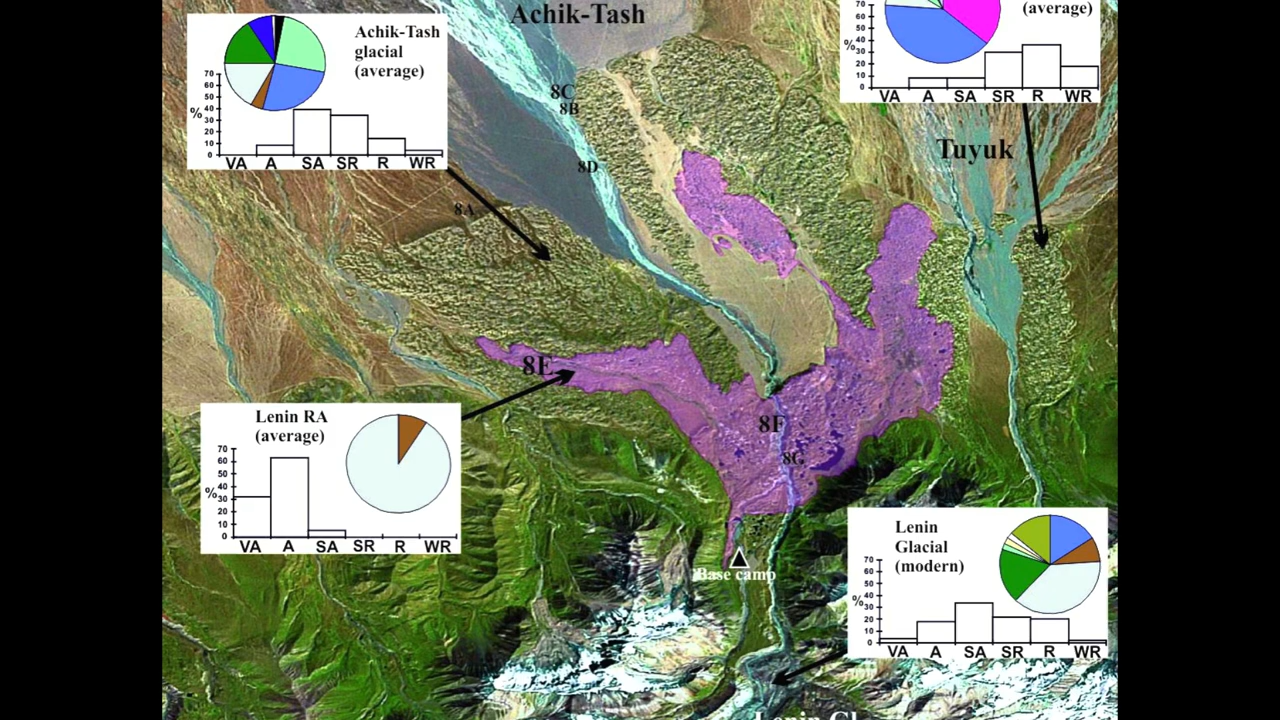 Achik-Tash
Achik-Tash
glacial
(average)
70
60
50
40
30
20
10
0
%
VA A SA SR R WR
(average)
70
60
50
40
30
20
10
0
%
VA A SA SR R WR
8C
8B
8D
8A
Tuyuk
8E
8F
8G
Lenin RA
(average)
70
60
50
40
30
20
10
0
%
VA A SA SR R WR
Base camp
Lenin
Glacial
(modern)
70
60
50
40
30
20
10
0
%
VA A SA SR R WR
Lenin